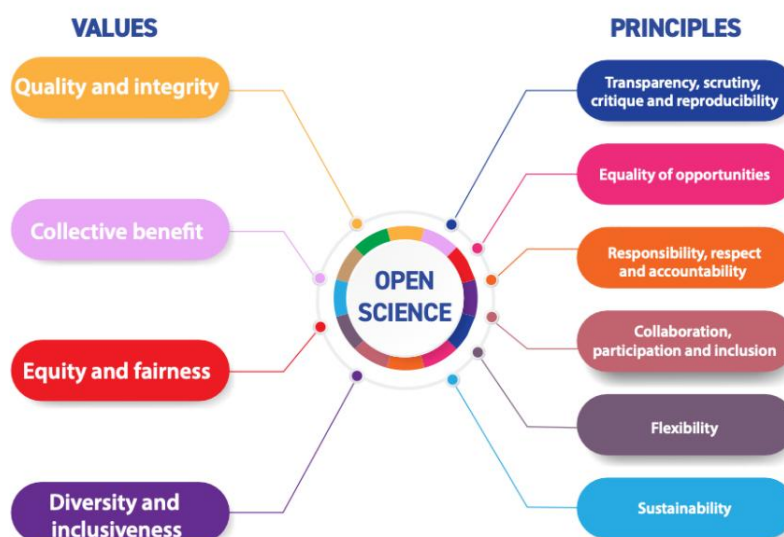 VALUES
Quality and integrity
Collective benefit
Equity and fairness
Diversity and
inclusiveness
OPEN
SCIENCE
PRINCIPLES
Transparency, scrutiny,
critique and reproducibility
Equality of opportunities
Responsibility, respect
and accountability
Collaboration,
participation and inclusion
Flexibility
Sustainability